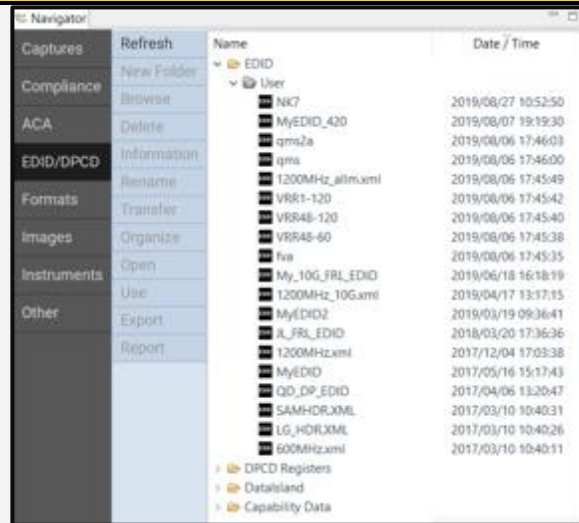 Navigator
Captures
Compliance
ACA
EDID/DPCD
Formats
Images
Instruments
Other
Refresh
New Folder
Browse
Delete
Information
Rename
Transfer
Organize
Open
Use
Export
Report
Name Date / Time
EDID
User
NK7 2019/08/27 10:52:50
MyEDID_420 2019/08/07 19:19:30
qms2a 2019/08/06 17:46:03
qms 2019/08/06 17:46:00
1200MHz_allm.xml 2019/08/06 17:45:49
VRR1-120 2019/08/06 17:45:42
VRR48-120 2019/08/06 17:45:40
VRR48-60 2019/08/06 17:45:38
fva 2019/08/06 17:45:35
My_10G_FRL_EDID 2019/06/18 16:18:19
1200MHz_10G.xml 2019/04/17 13:17:15
MyEDID2 2019/03/19 09:36:41
JL_FRL_EDID 2018/03/20 17:36:36
1200MHz.xml 2017/12/04 17:03:38
MyEDID 2017/05/16 15:17:43
QD_DP_EDID 2017/04/06 13:20:47
SAMHDR.XML 2017/03/10 10:40:31
LG_HDR.XML 2017/03/10 10:40:26
600MHz.xml 2017/03/10 10:40:11
DPCD Registers
DataIsland
Capability Data